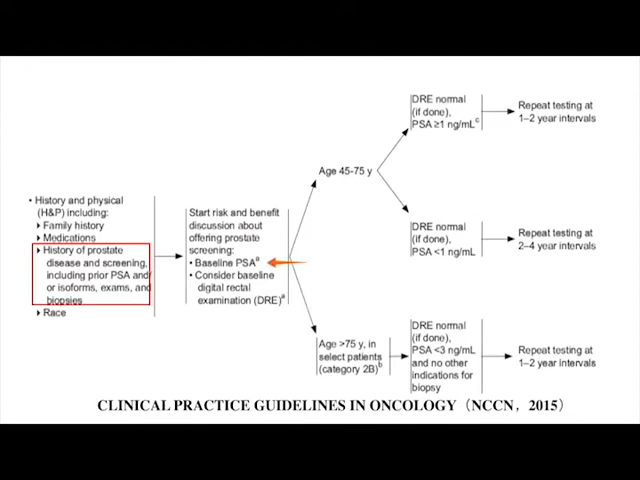 • History and physical
(H&P) including:
Family history
Medications
History of prostate
disease and screening,
including prior PSA and/
or isoforms, exams, and
biopsies
Race
Start risk and benefit
discussion about
offering prostate
screening:
• Baseline PSAa
• Consider baseline
digital rectal
examination (DRE)a
Age 45-75 y
DRE normal
(if done),
PSA ≥1 ng/mLc
Repeat testing at
1–2 year intervals
DRE normal
(if done),
PSA <1 ng/mL
Repeat testing at
2–4 year intervals
Age >75 y, in
select patients
(category 2B)b
DRE normal
(if done),
PSA <3 ng/mL
and no other
indications for
biopsy
Repeat testing at
1–2 year intervals
CLINICAL PRACTICE GUIDELINES IN ONCOLOGY（NCCN，2015）